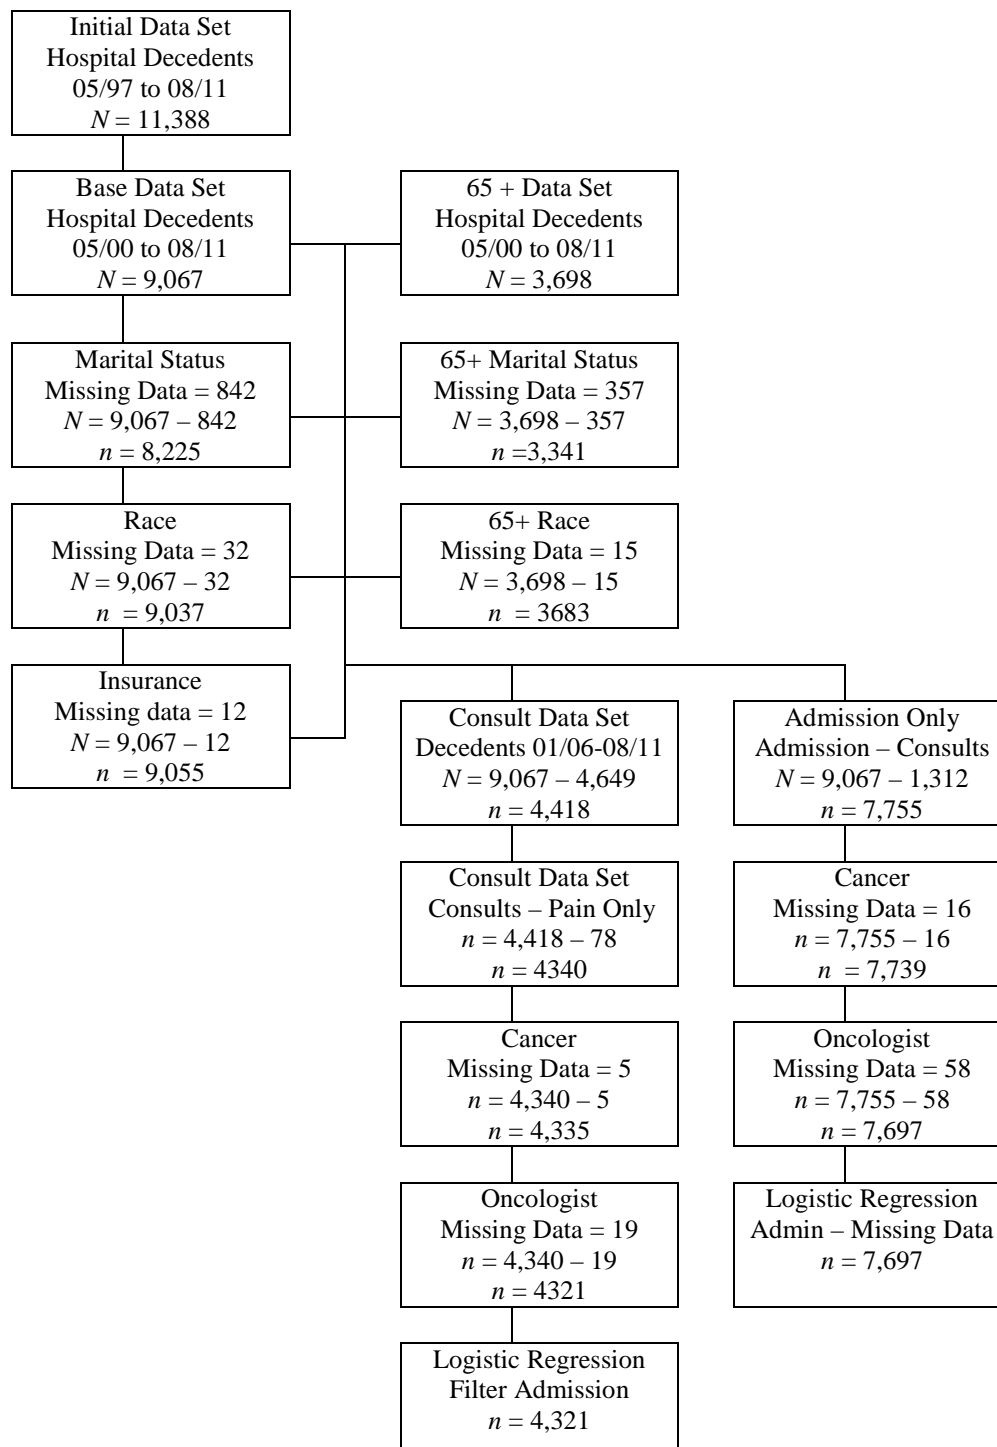 Initial Data Set
Hospital Decedents
05/97 to 08/11
N = 11,388
Base Data Set
Hospital Decedents
05/00 to 08/11
N = 9,067
65 + Data Set
Hospital Decedents
05/00 to 08/11
N = 3,698
Marital Status
Missing Data = 842
N = 9,067 – 842
n = 8,225
65+ Marital Status
Missing Data = 357
N = 3,698 – 357
n =3,341
Race
Missing Data = 32
N = 9,067 – 32
n = 9,037
65+ Race
Missing Data = 15
N = 3,698 – 15
n = 3683
Insurance
Missing data = 12
N = 9,067 – 12
n = 9,055
Consult Data Set
Decedents 01/06-08/11
N = 9,067 – 4,649
n = 4,418
Admission Only
Admission – Consults
N = 9,067 – 1,312
n = 7,755
Consult Data Set
Consults – Pain Only
n = 4,418 – 78
n = 4340
Cancer
Missing Data = 16
n = 7,755 – 16
n = 7,739
Cancer
Missing Data = 5
n = 4,340 – 5
n = 4,335
Oncologist
Missing Data = 58
n = 7,755 – 58
n = 7,697
Oncologist
Missing Data = 19
n = 4,340 – 19
n = 4321
Logistic Regression
Admin – Missing Data
n = 7,697
Logistic Regression
Filter Admission
n = 4,321